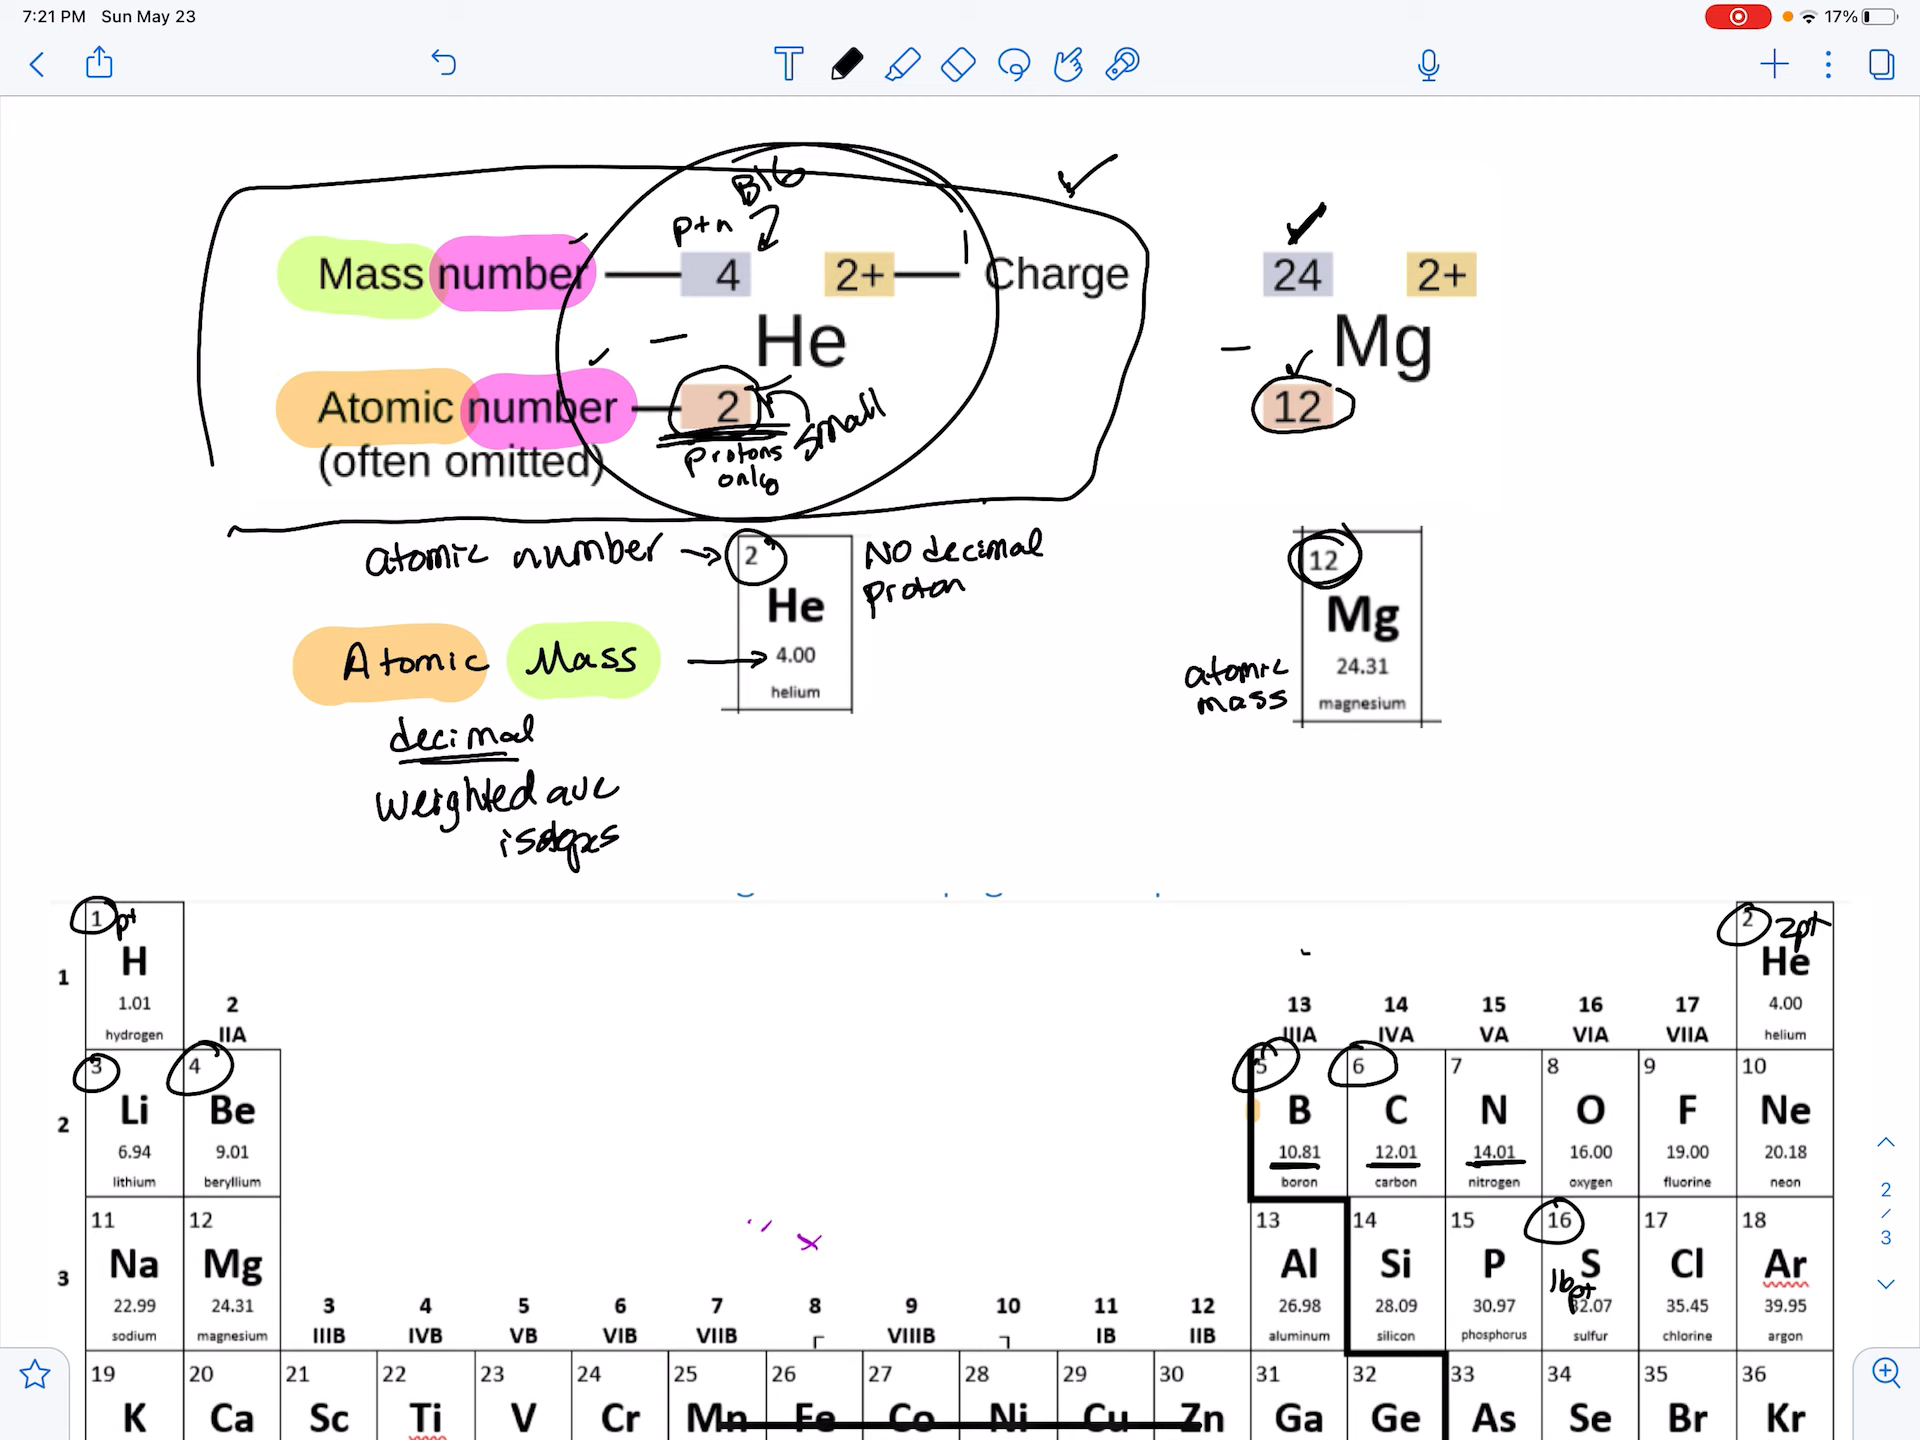 7:21 PM Sun May 23
17%
T
BIG
p+n
Mass number 4 2+ Charge
He
Atomic number 2 small
(often omitted) protons
only
24 2+
Mg
12
atomic number → 2 NO decimal
proton
He
Atomic Mass → 4.00
helium
decimal
weighted ave
isotopes
12
Mg
atomic
mass
24.31
magnesium
1 p+ 2 2p+
H He
1
1.01 2 13 14 15 16 17 4.00
hydrogen IIA IIIA IVA VA VIA VIIA helium
3 4 5 6 7 8 9 10
Li Be B C N O F Ne
2
6.94 9.01 10.81 12.01 14.01 16.00 19.00 20.18
lithium beryllium boron carbon nitrogen oxygen fluorine neon
2
/
3
11 12 13 14 15 16 17 18
Na Mg Al Si P S Cl Ar
16p+
3
22.99 24.31 3 4 5 6 7 8 9 10 11 12 26.98 28.09 30.97 32.07 35.45 39.95
sodium magnesium IIIB IVB VB VIB VIIB VIIIB IB IIB aluminum silicon phosphorus sulfur chlorine argon
19 20 21 22 23 24 25 26 27 28 29 30 31 32 33 34 35 36
K Ca Sc Ti V Cr Mn Fe Co Ni Cu Zn Ga Ge As Se Br Kr